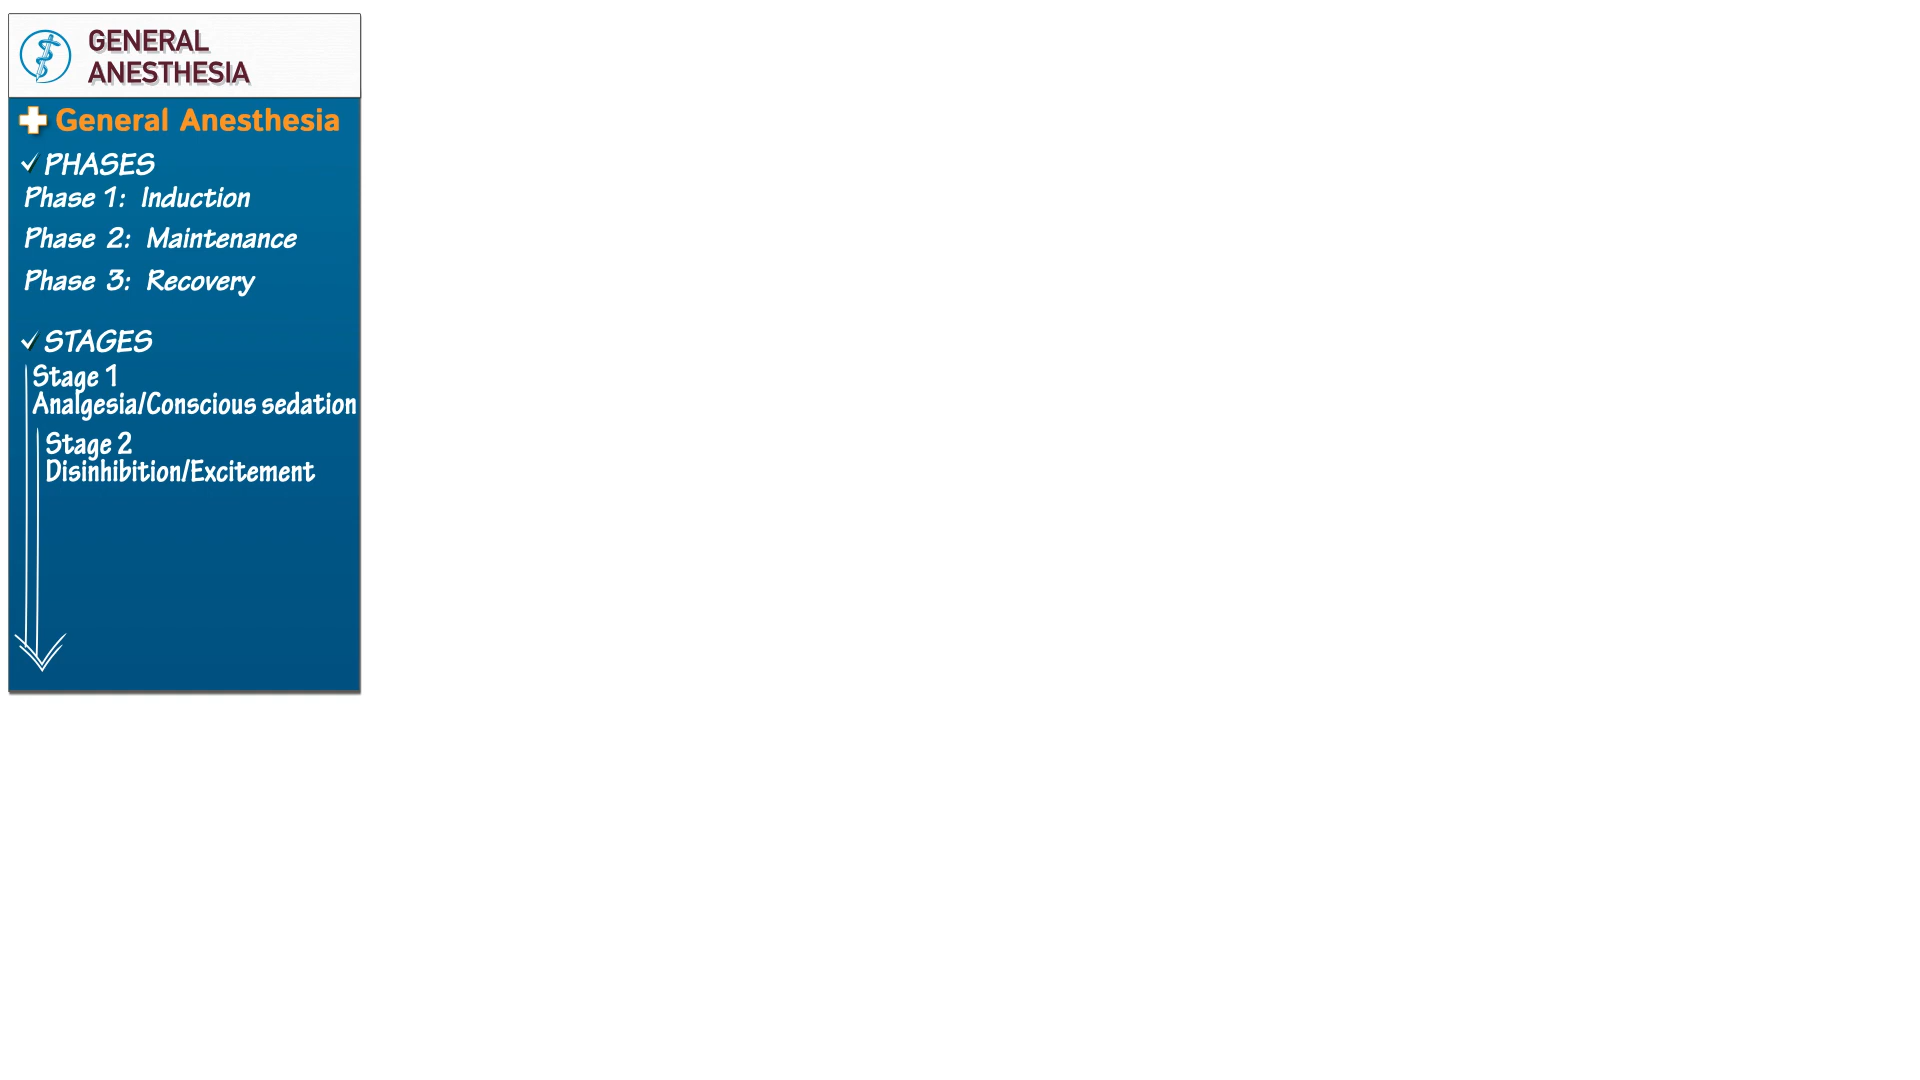 GENERAL
ANESTHESIA
General Anesthesia
PHASES
Phase 1: Induction
Phase 2: Maintenance
Phase 3: Recovery
STAGES
Stage 1
Analgesia/Conscious sedation
Stage 2
Disinhibition/Excitement